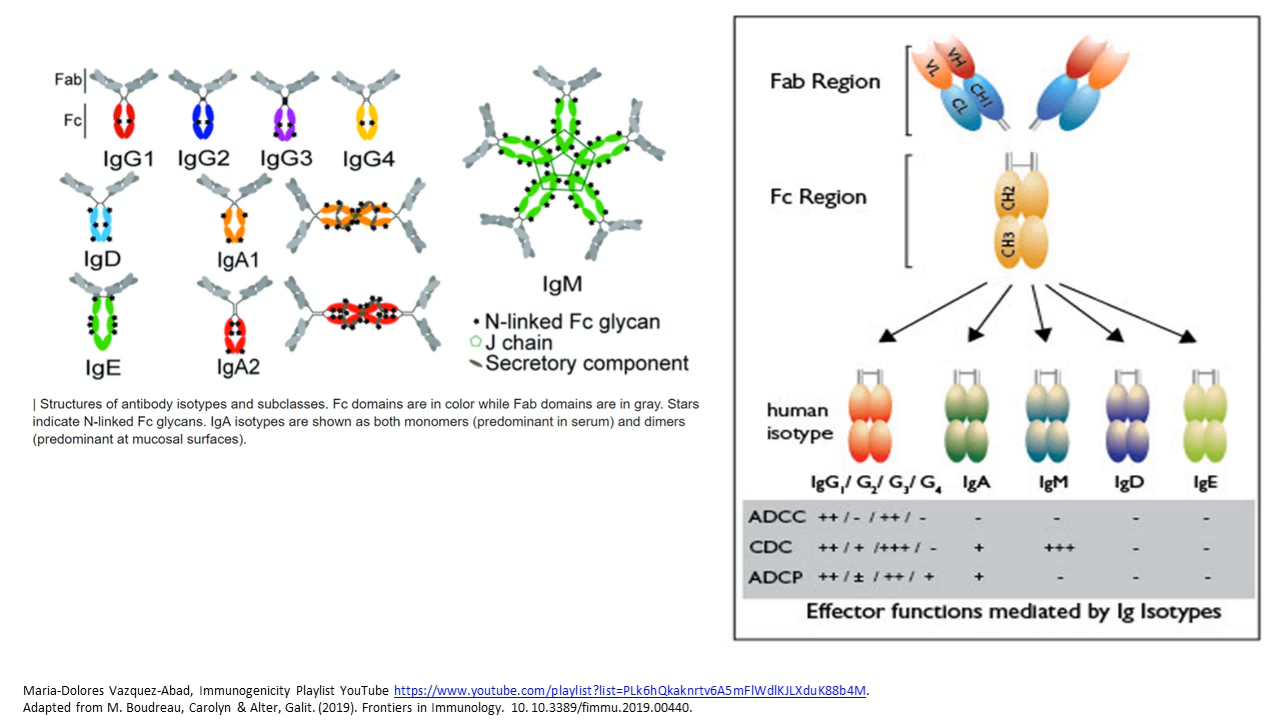 Fab
Fc
IgG1 IgG2 IgG3 IgG4
IgD IgA1
IgE IgA2
IgM
N-linked Fc glycan
J chain
Secretory component
| Structures of antibody isotypes and subclasses. Fc domains are in color while Fab domains are in gray. Stars
indicate N-linked Fc glycans. IgA isotypes are shown as both monomers (predominant in serum) and dimers
(predominant at mucosal surfaces).
Fab Region
VL VH
CL CH1
Fc Region
CH2
CH3
human
isotype
IgG1/ G2/ G3/ G4 IgA IgM IgD IgE
ADCC ++ / - / ++ / - - - - -
CDC ++ / + /+++ / - + +++ - -
ADCP ++ / ± / ++ / + + - - -
Effector functions mediated by Ig Isotypes
Maria-Dolores Vazquez-Abad, Immunogenicity Playlist YouTube https://www.youtube.com/playlist?list=PLk6hQkaknrtv6A5mFlWdlKJLXduK88b4M.
Adapted from M. Boudreau, Carolyn & Alter, Galit. (2019). Frontiers in Immunology. 10. 10.3389/fimmu.2019.00440.